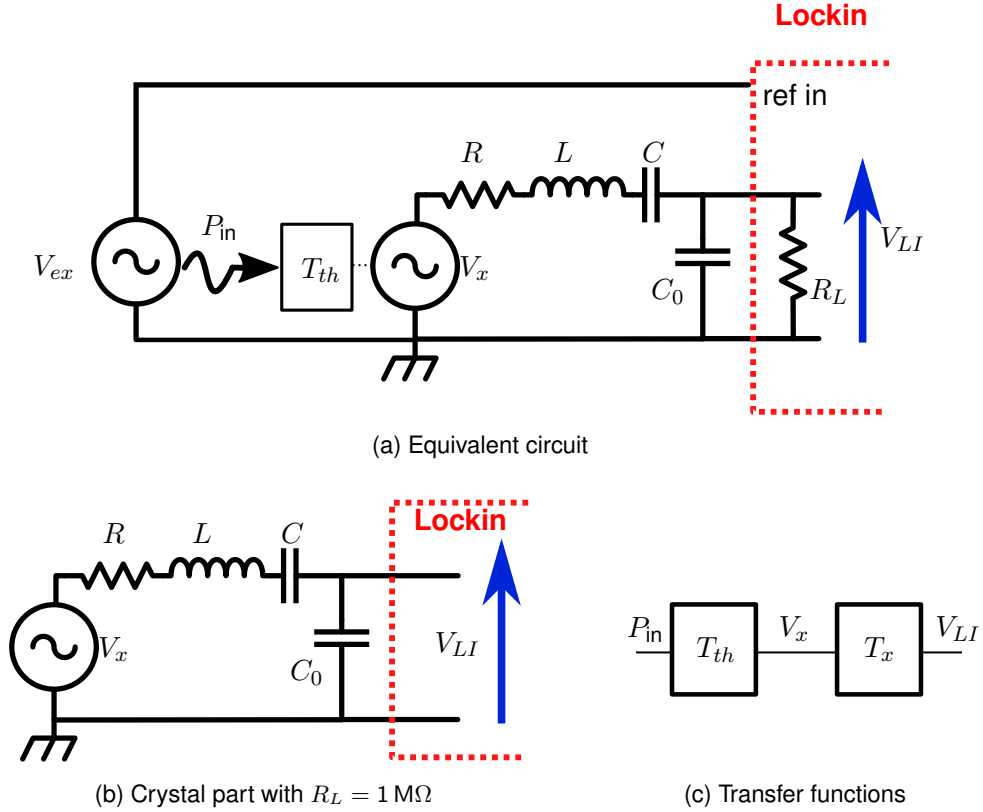 Lockin
ref in
R L C
P_in
V_ex T_th V_x C_0 R_L V_LI
(a) Equivalent circuit
Lockin
R L C
V_x C_0 V_LI
P_in T_th V_x T_x V_LI
(b) Crystal part with R_L = 1 MΩ
(c) Transfer functions